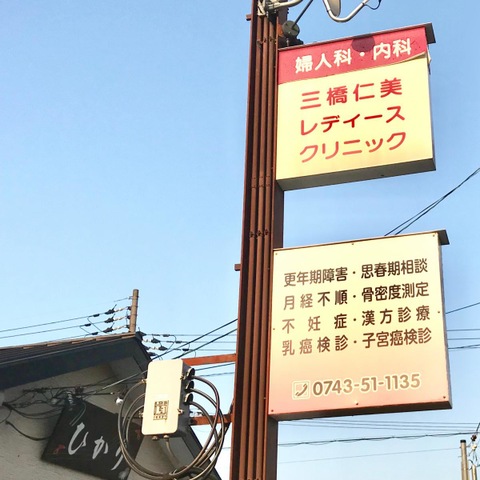 婦人科・内科
三橋仁美
レディース
クリニック
更年期障害・思春期相談
月経不順・骨密度測定
不妊症・漢方診療
乳癌検診・子宮癌検診
0743-51-1135
ひかり